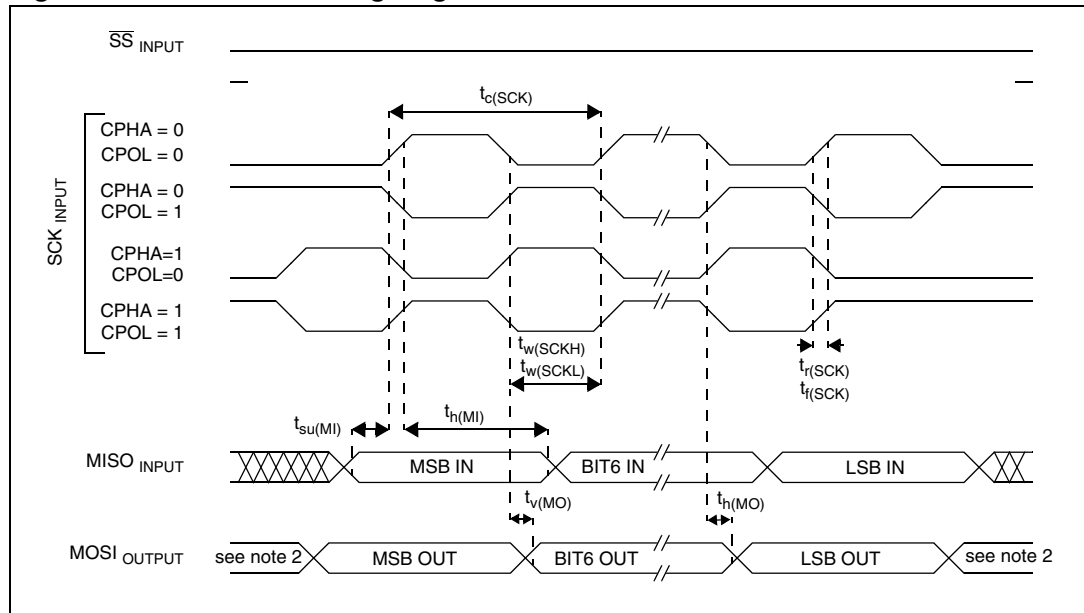 SS INPUT
tc(SCK)
SCK INPUT
CPHA = 0
CPOL = 0
CPHA = 0
CPOL = 1
CPHA=1
CPOL=0
CPHA = 1
CPOL = 1
tw(SCKH)
tw(SCKL)
tr(SCK)
tf(SCK)
tsu(MI)
th(MI)
MISO INPUT
MSB IN
BIT6 IN
LSB IN
tv(MO)
th(MO)
MOSI OUTPUT
see note 2
MSB OUT
BIT6 OUT
LSB OUT
see note 2